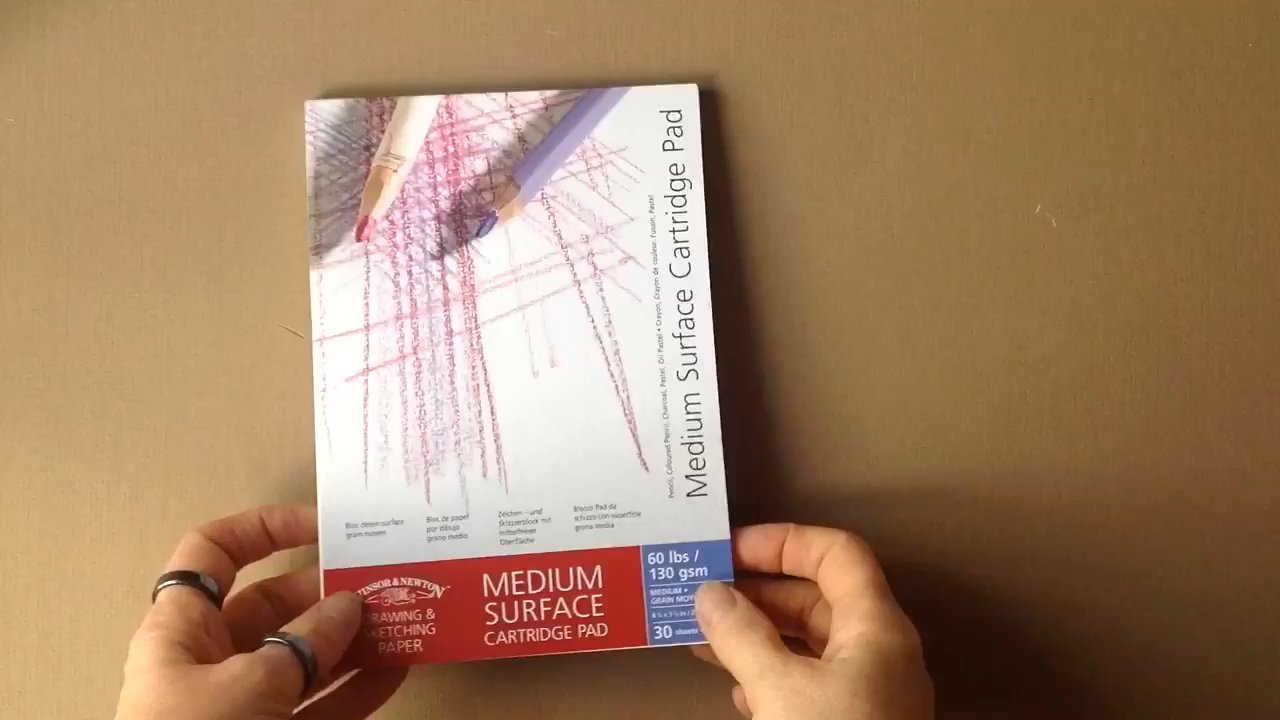 Medium Surface Cartridge Pad
Pencil, Coloured Pencil, Charcoal, Pastel, Oil Pastel • Crayon, Crayon de couleur, Fusain, Pastel
Bloc dessin surface
grain moyen
Bloc de papel
por dibujo
grano medio
Zeichen - und
Skizzierblock mit
mittelfeiner
Oberfläche
Blocco Pad da
schizzo con superficie
grana media
WINSOR & NEWTON
DRAWING &
SKETCHING
PAPER
MEDIUM
SURFACE
CARTRIDGE PAD
60 lbs /
130 gsm
MEDIUM •
GRAIN
30 sheets